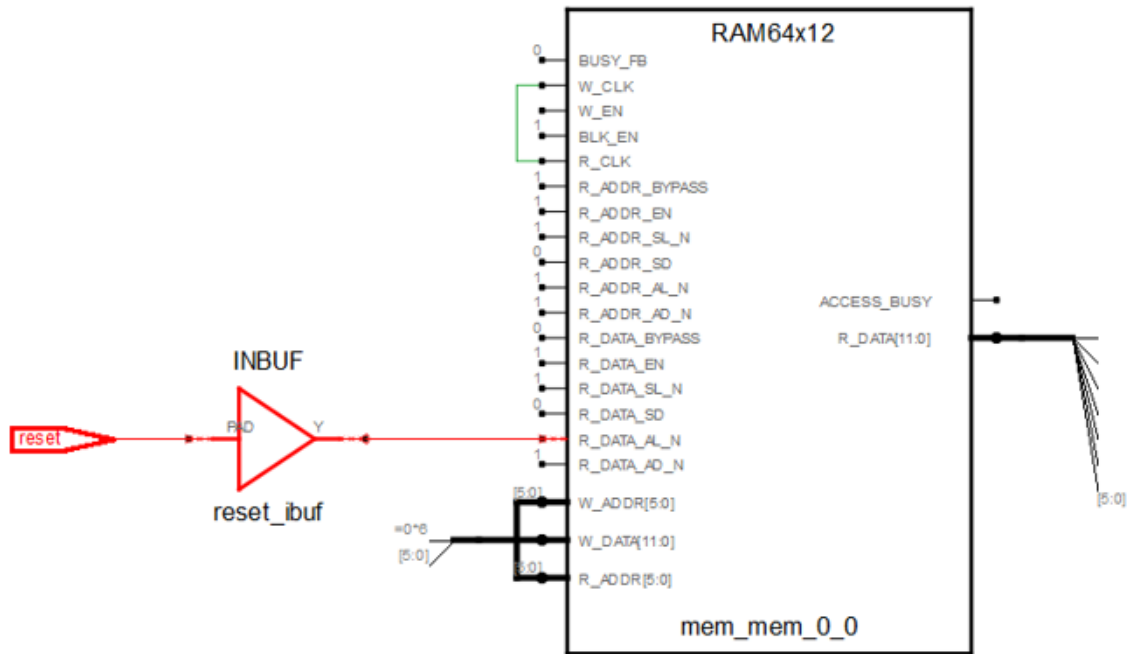 RAM64x12
0 BUSY_FB
W_CLK
W_EN
1 BLK_EN
R_CLK
1 R_ADDR_BYPASS
1 R_ADDR_EN
1 R_ADDR_SL_N
0 R_ADDR_SD
1 R_ADDR_AL_N
1 R_ADDR_AD_N
0 R_DATA_BYPASS
1 R_DATA_EN
1 R_DATA_SL_N
0 R_DATA_SD
R_DATA_AL_N
1 R_DATA_AD_N
[5:0] W_ADDR[5:0]
=0*6
[5:0]
W_DATA[11:0]
[5:0] R_ADDR[5:0]
ACCESS_BUSY
R_DATA[11:0]
[5:0]
mem_mem_0_0
INBUF
reset
PAD
Y
reset_ibuf